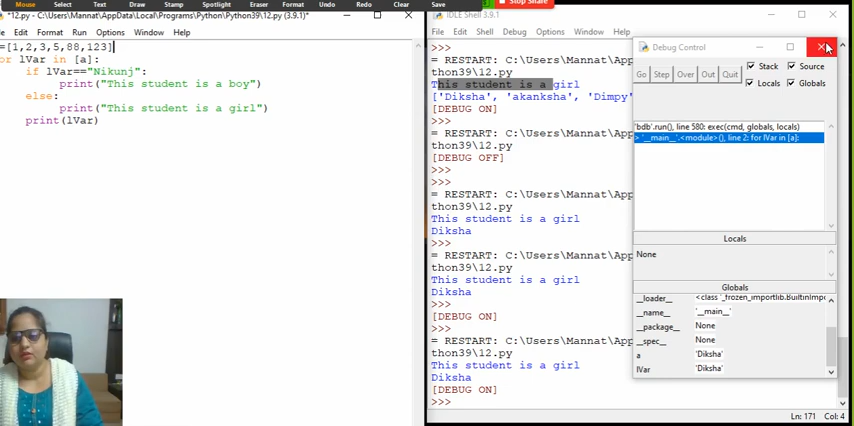 Mouse Select Text Draw Stamp Spotlight Eraser Format Undo Redo Clear Save
Stop Share
*12.py - C:\Users\Mannat\AppData\Local\Programs\Python\Python39\12.py (3.9.1)*
Edit Format Run Options Window Help
=[1,2,3,5,88,123]
or lVar in [a]:
if lVar=="Nikunj":
print("This student is a boy")
else:
print("This student is a girl")
print(lVar)
IDLE Shell 3.9.1
File Edit Shell Debug Options Window Help
>>>
= RESTART: C:\Users\Mannat\App
thon39\12.py
This student is a girl
['Diksha', 'akanksha', 'Dimpy'
[DEBUG ON]
>>>
= RESTART: C:\Users\Mannat\App
thon39\12.py
[DEBUG OFF]
>>>
>>>
= RESTART: C:\Users\Mannat\App
thon39\12.py
This student is a girl
Diksha
>>>
= RESTART: C:\Users\Mannat\App
thon39\12.py
This student is a girl
Diksha
>>>
[DEBUG ON]
>>>
= RESTART: C:\Users\Mannat\App
thon39\12.py
This student is a girl
Diksha
[DEBUG ON]
>>>
Debug Control
Go Step Over Out Quit
Stack Source
Locals Globals
'bdb'.run(), line 580: exec(cmd, globals, locals)
> '__main__'.<module>(), line 2: for lVar in [a]:
Locals
None
Globals
__loader__ <class '_frozen_importlib.BuiltinImpo
__name__ '__main__'
__package__ None
__spec__ None
a 'Diksha'
lVar 'Diksha'
Ln: 171 Col: 4